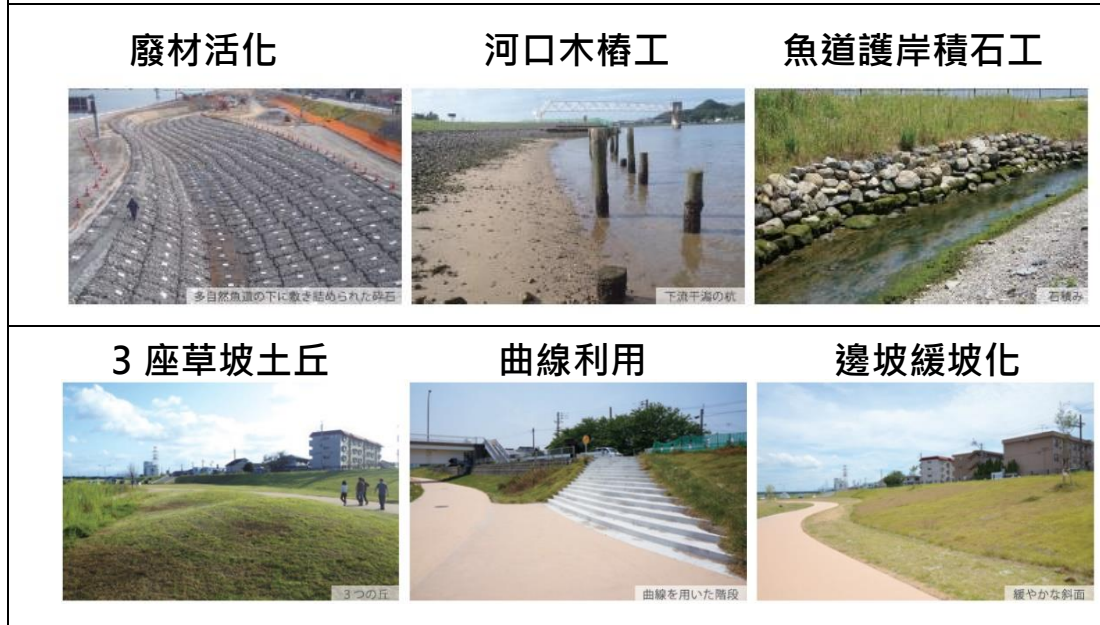 廢材活化
河口木樁工
魚道護岸積石工
多自然魚道の下に敷き詰められた砕石
下流干潟の杭
石積み
3 座草坡土丘
曲線利用
邊坡緩坡化
3つの丘
曲線を用いた階段
緩やかな斜面